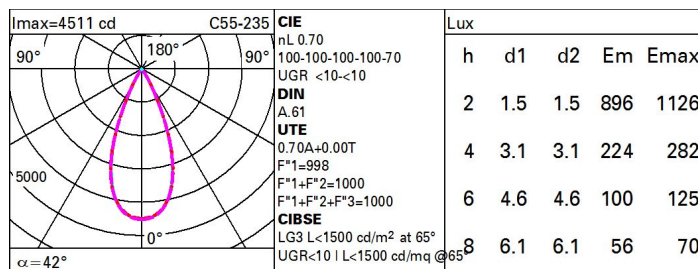 Imax=4511 cd C55-235
90° 180° 90°
5000
0°
α=42°
CIE
nL 0.70
100-100-100-100-70
UGR <10-<10
DIN
A.61
UTE
0.70A+0.00T
F"1=998
F"1+F"2=1000
F"1+F"2+F"3=1000
CIBSE
LG3 L<1500 cd/m² at 65°
UGR<10 | L<1500 cd/mq @65°
Lux
h d1 d2 Em Emax
2 1.5 1.5 896 1126
4 3.1 3.1 224 282
6 4.6 4.6 100 125
8 6.1 6.1 56 70